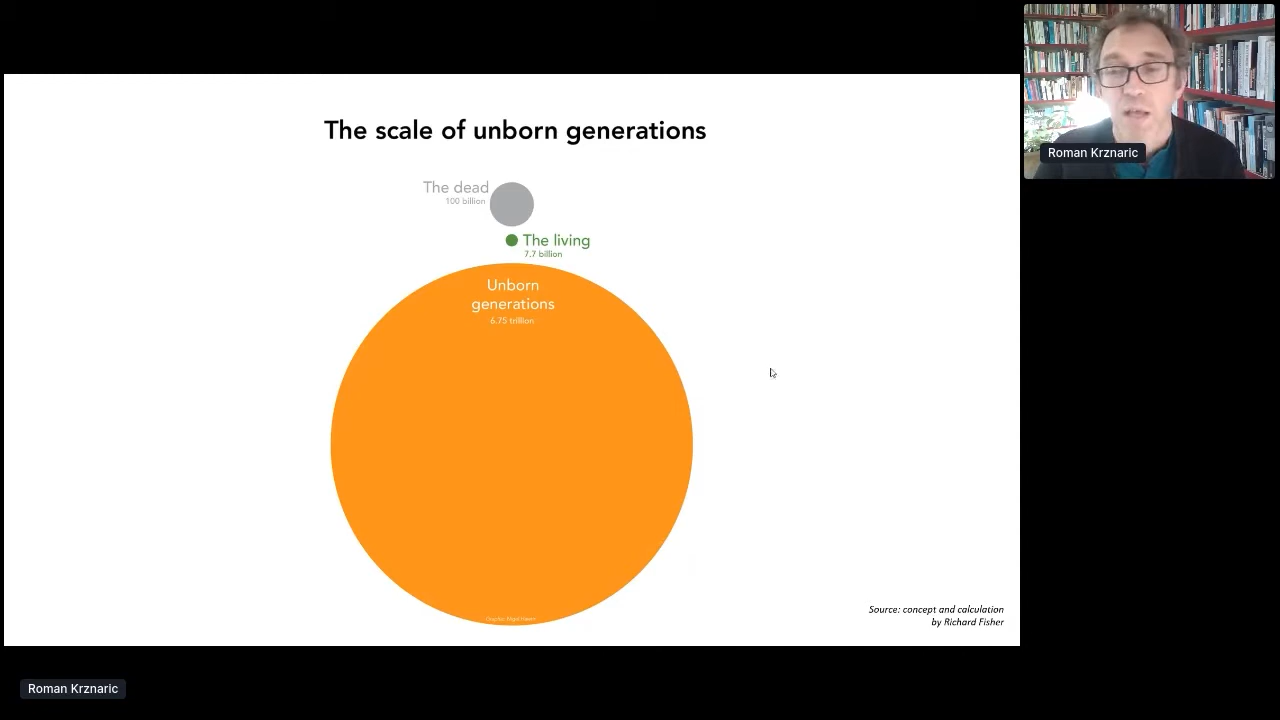 The scale of unborn generations
The dead
100 billion
The living
7.7 billion
Unborn
generations
6.75 trillion
Source: concept and calculation
by Richard Fisher
Roman Krznaric
Roman Krznaric